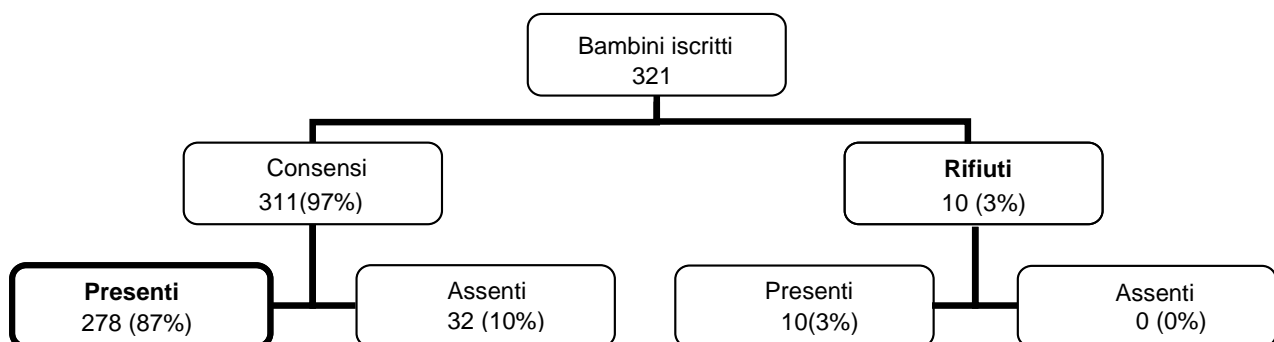 Bambini iscritti
321
Consensi
311(97%)
Rifiuti
10 (3%)
Presenti
278 (87%)
Assenti
32 (10%)
Presenti
10(3%)
Assenti
0 (0%)